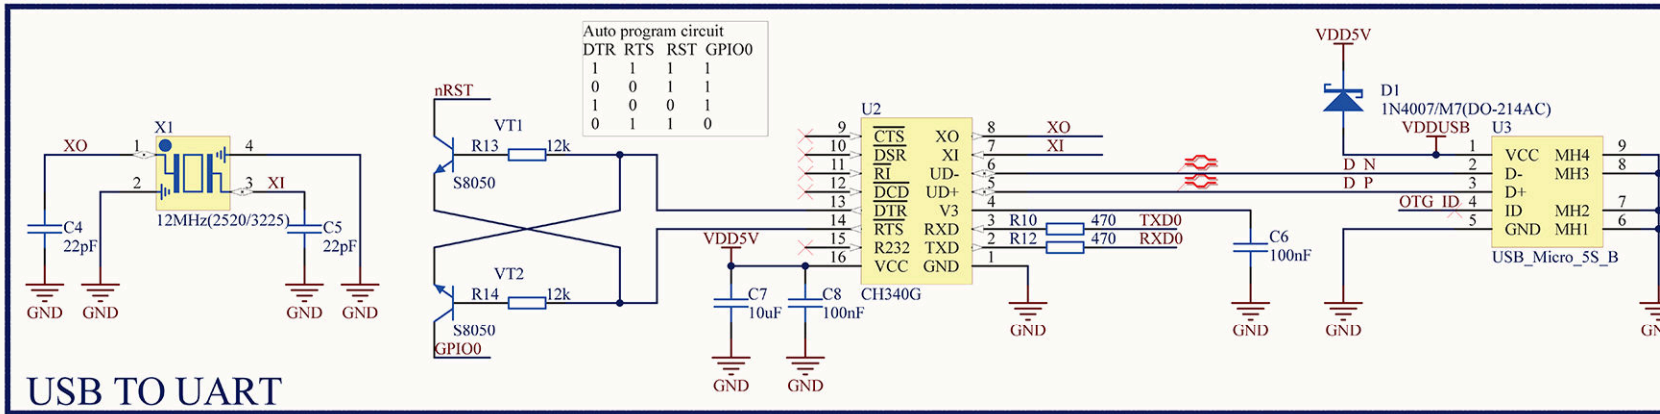 Auto program circuit
DTR RTS RST GPIO0
1 1 1 1
0 0 1 1
1 0 0 1
0 1 1 0
X1
XO 1 4
2 3 XI
12MHz(2520/3225)
C4
22pF
C5
22pF
GND GND GND GND
nRST
VT1
R13 12k
S8050
VT2
R14 12k
S8050
GPIO0
U2
9 CTS XO 8 XO
10 DSR XI 7 XI
11 RI UD- 6 D_N
12 DCD UD+ 5 D_P
13 DTR V3 4
14 RTS RXD 3 R10 470 TXD0
15 R232 TXD 2 R12 470 RXD0
16 VCC GND 1
CH340G
VDD5V
C7
10uF
C8
100nF
GND GND
GND
C6
100nF
GND
VDD5V
D1
1N4007/M7(DO-214AC)
VDDUSB
U3
1 VCC MH4 9
2 D- MH3 8
3 D+
OTG_ID 4 ID MH2 7
5 GND MH1 6
USB_Micro_5S_B
GND
USB TO UART